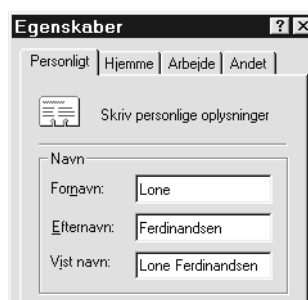 Egenskaber ? X
Personligt Hjemme Arbejde Andet
Skriv personlige oplysninger
Navn
Fornavn: Lone
Efternavn: Ferdinandsen
Vist navn: Lone Ferdinandsen